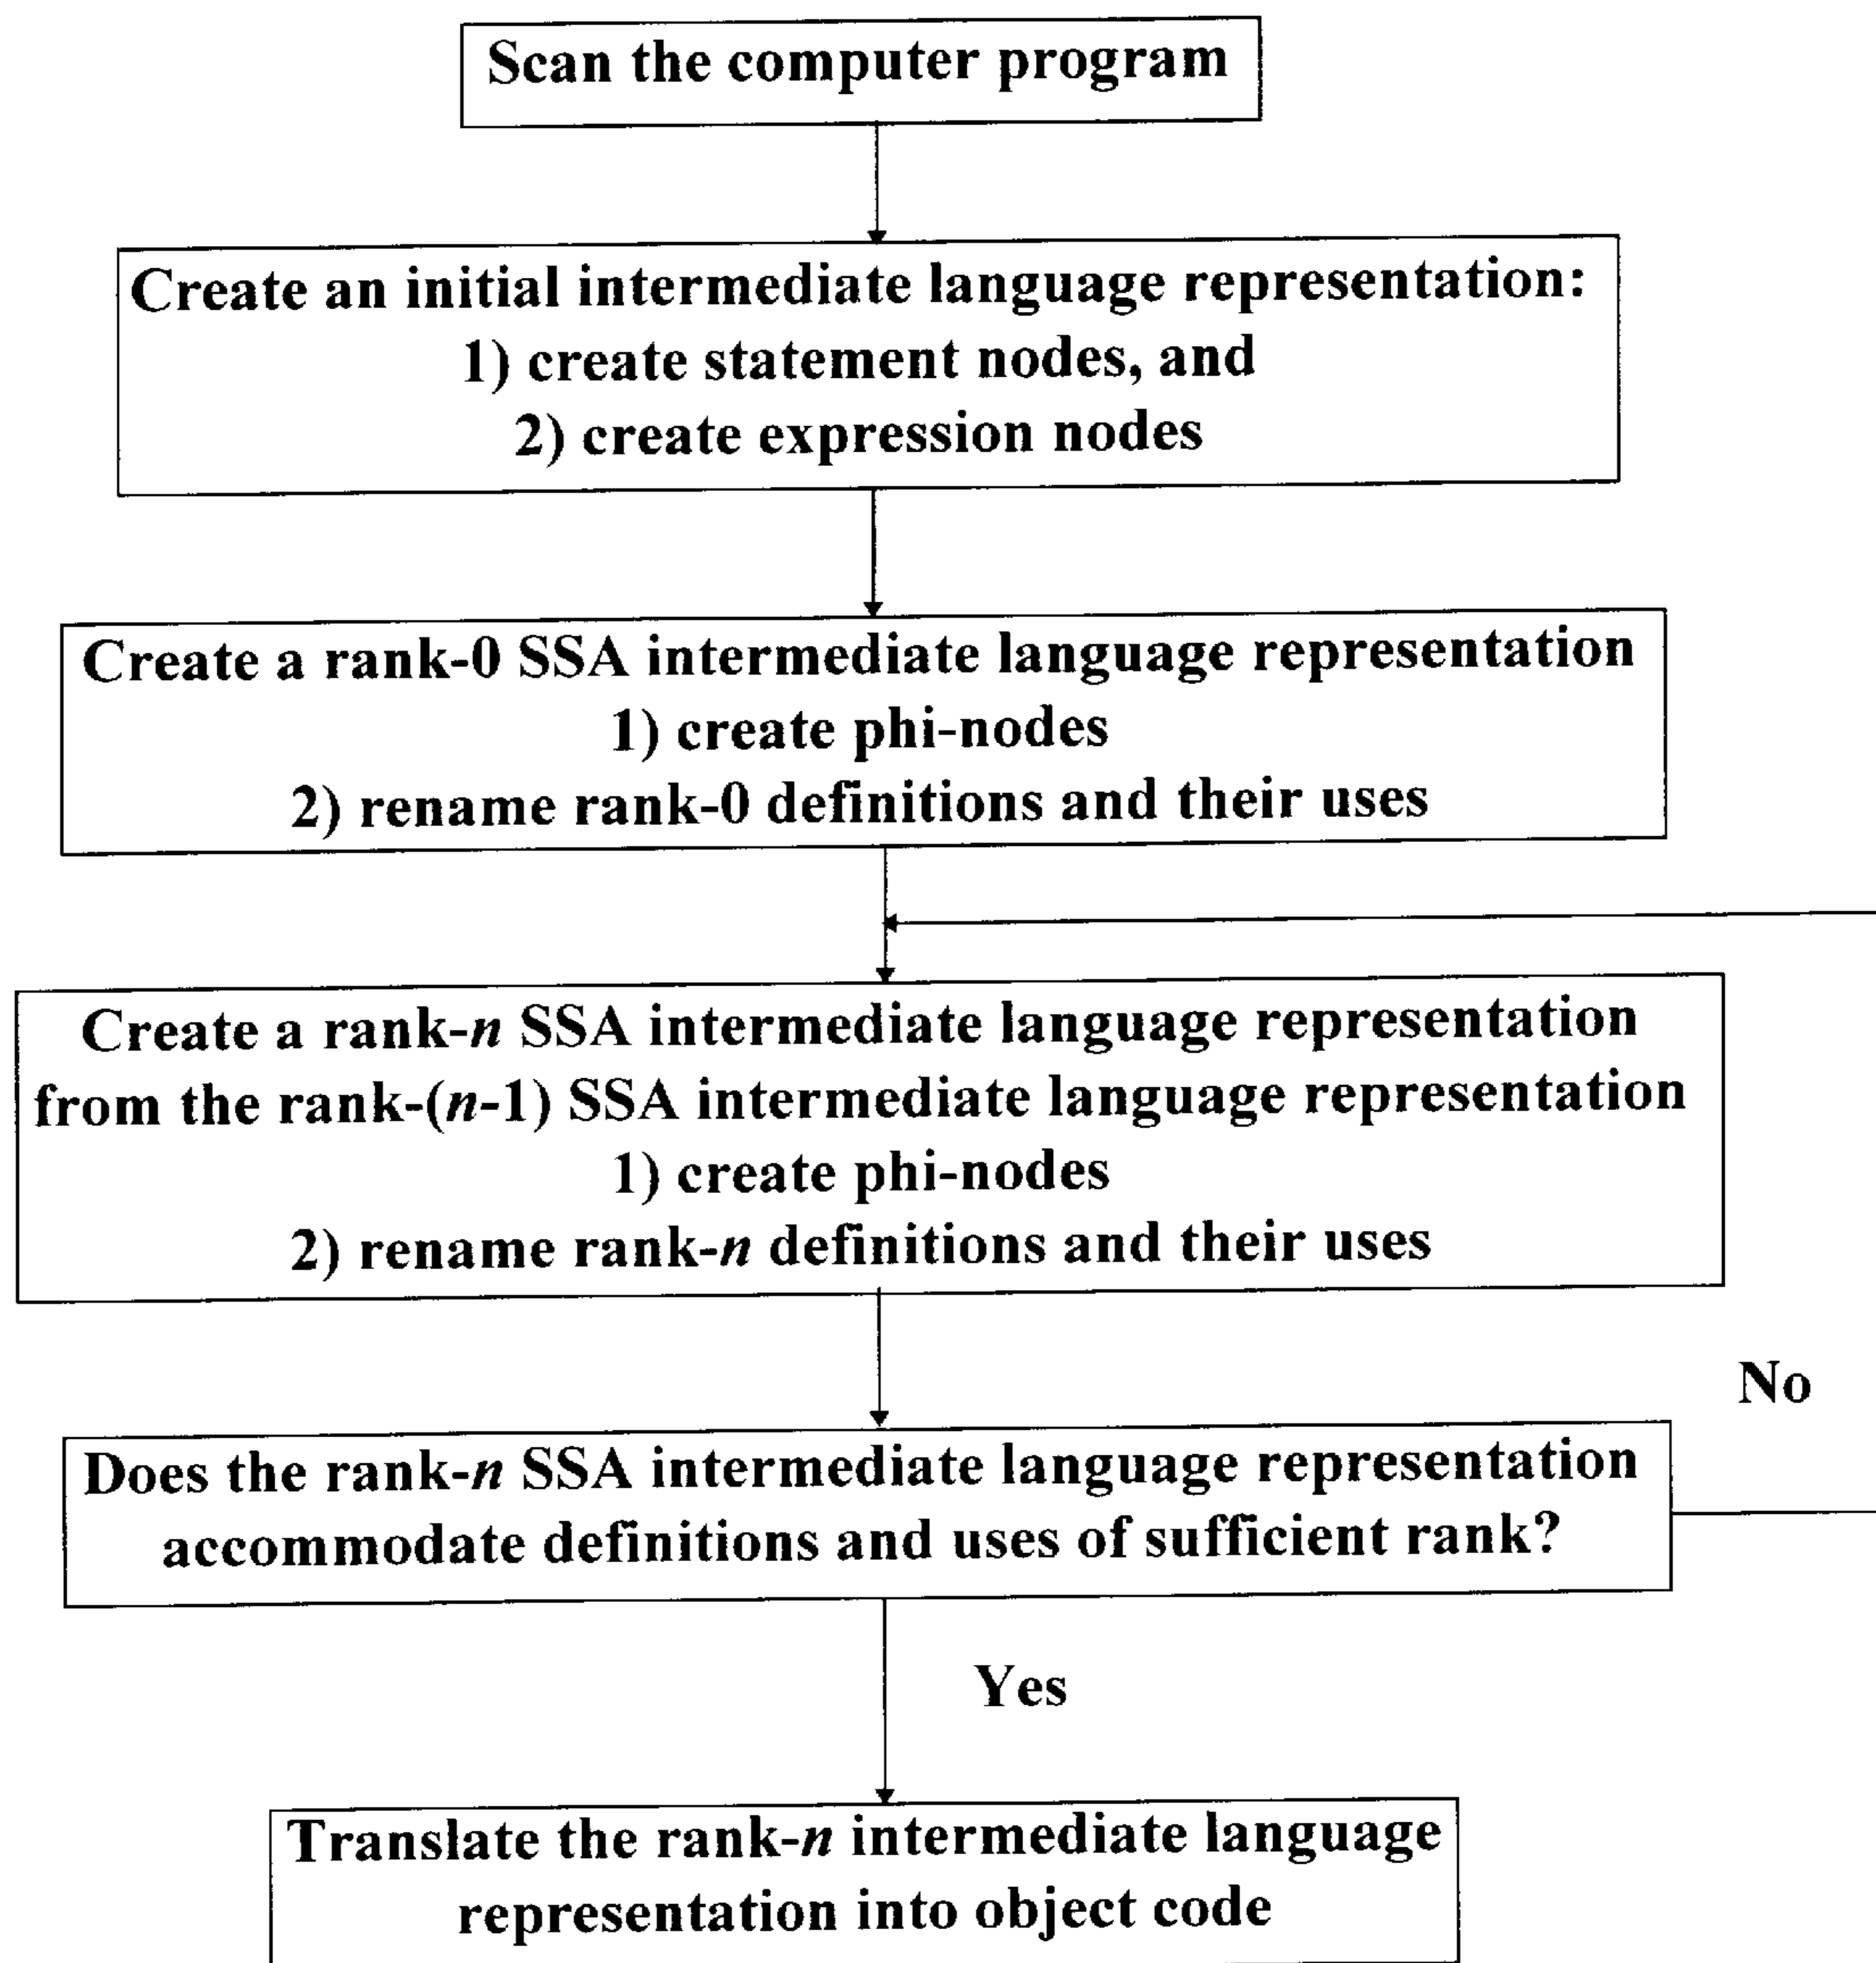 Scan the computer program
Create an initial intermediate language representation:
1) create statement nodes, and
2) create expression nodes
Create a rank-0 SSA intermediate language representation
1) create phi-nodes
2) rename rank-0 definitions and their uses
Create a rank-n SSA intermediate language representation
from the rank-(n-1) SSA intermediate language representation
1) create phi-nodes
2) rename rank-n definitions and their uses
No
Does the rank-n SSA intermediate language representation
accommodate definitions and uses of sufficient rank?
Yes
Translate the rank-n intermediate language
representation into object code